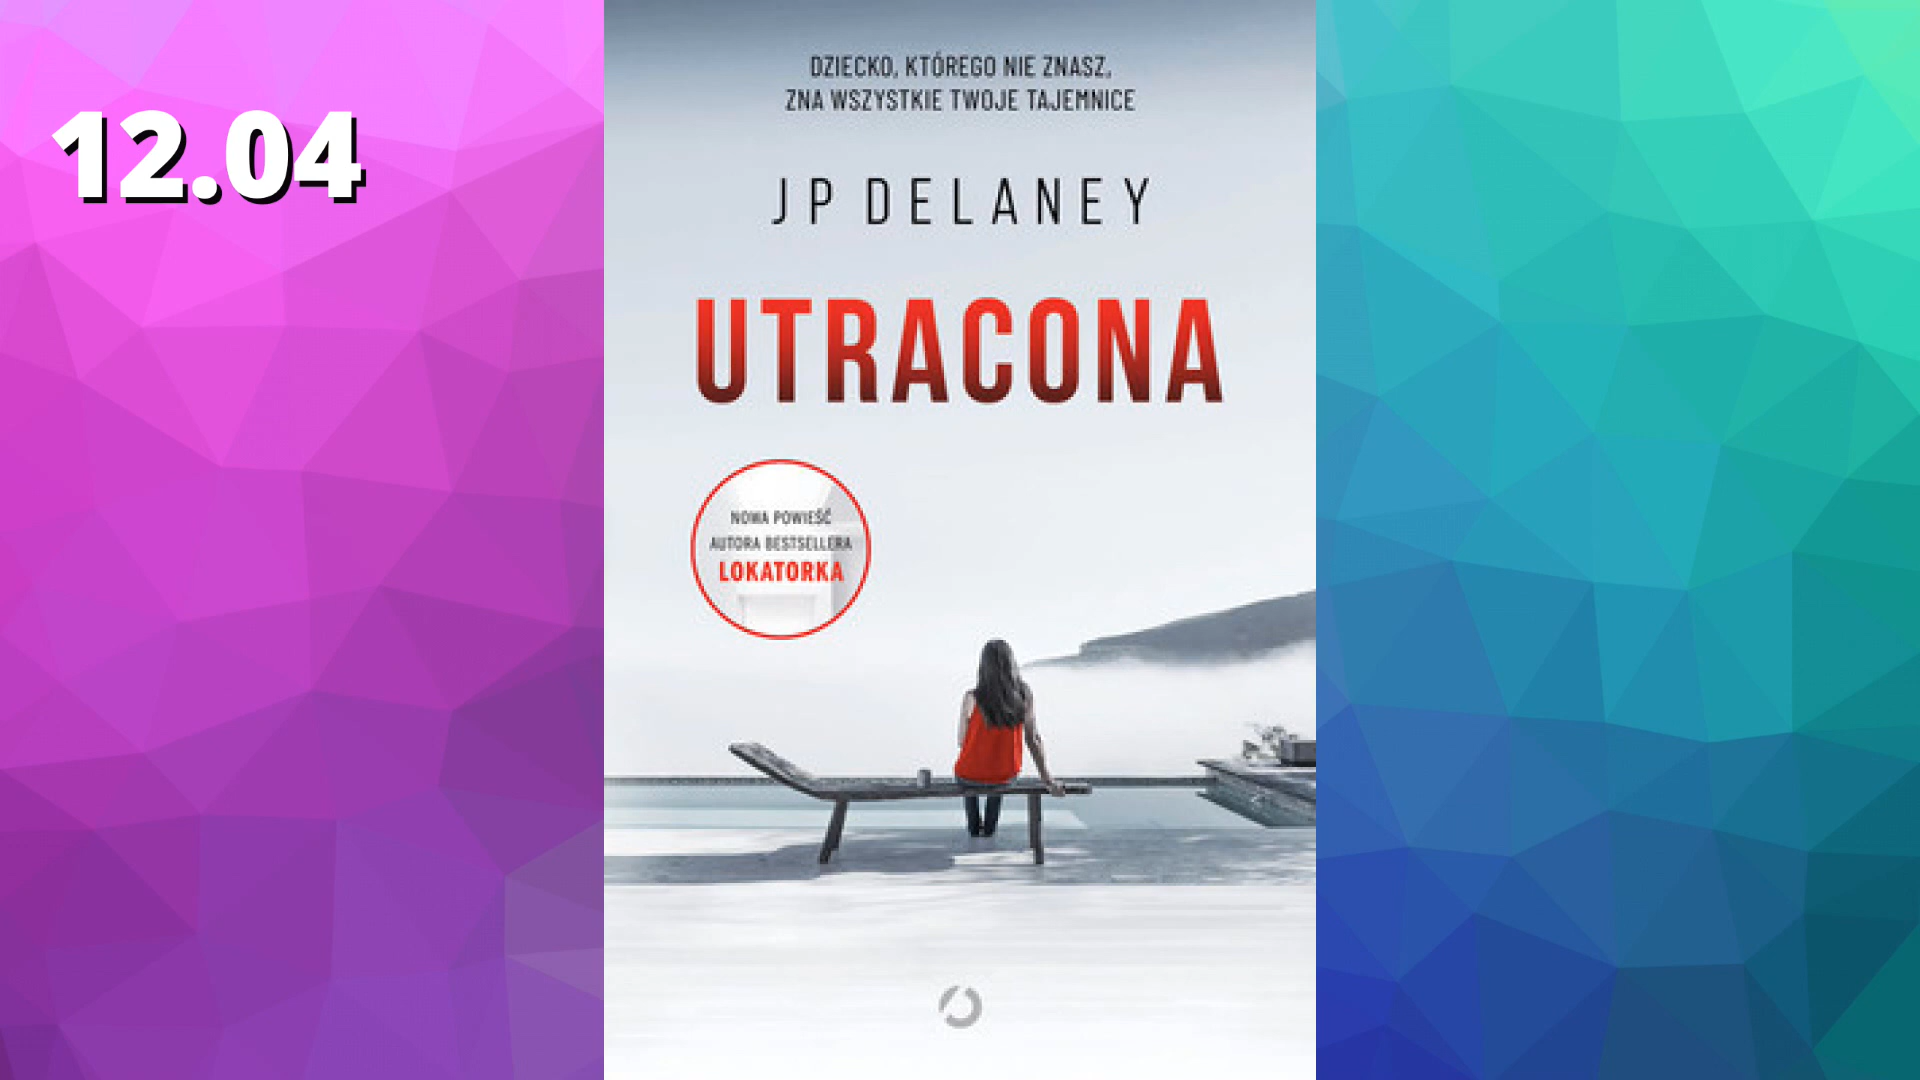 12.04
DZIECKO, KTÓREGO NIE ZNASZ,
ZNA WSZYSTKIE TWOJE TAJEMNICE
JP DELANEY
UTRACONA
NOWA POWIEŚĆ
AUTORA BESTSELLERA
LOKATORKA